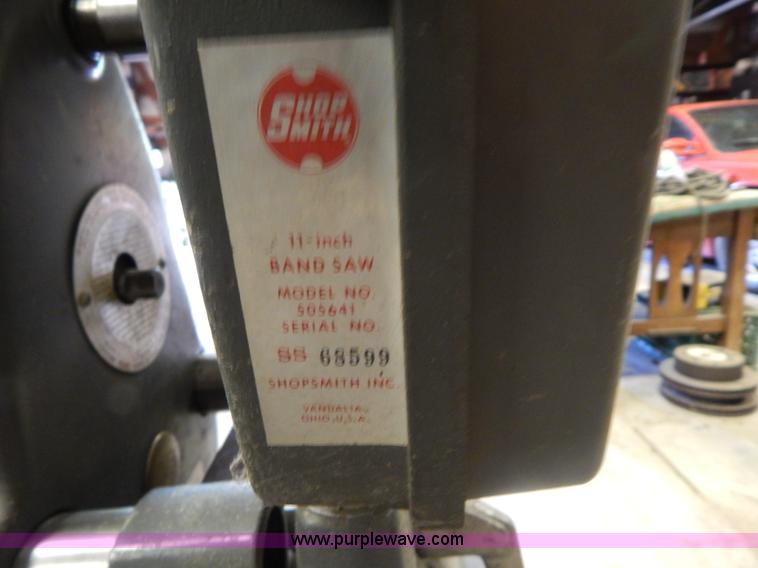 SHOP
SMITH
11-inch
BAND SAW
MODEL NO.
505641
SERIAL NO.
SS 68599
SHOPSMITH INC.
VANDALIA,
OHIO, U.S.A.
www.purplewave.com